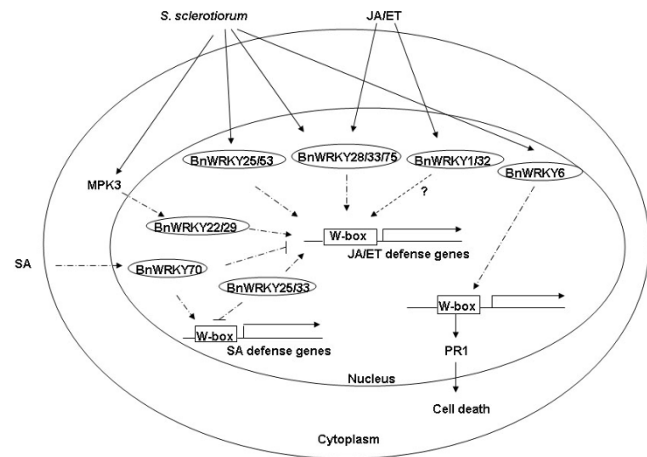 S. sclerotiorum JA/ET
BnWRKY25/53 BnWRKY28/33/75 BnWRKY1/32
BnWRKY6
MPK3
?
BnWRKY22/29
W-box
JA/ET defense genes
SA
BnWRKY70
BnWRKY25/33
W-box
SA defense genes
W-box
PR1
Nucleus
Cell death
Cytoplasm